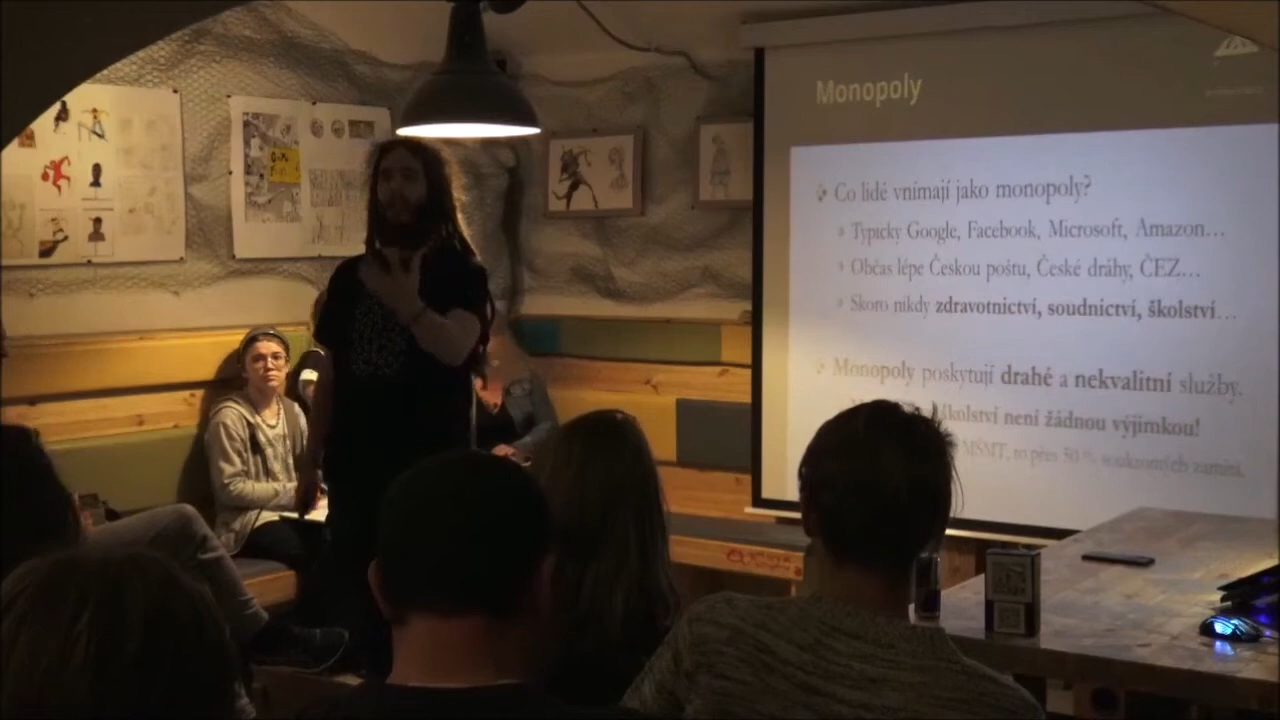 Monopoly
Co lidé vnímají jako monopoly?
Typicky Google, Facebook, Microsoft, Amazon…
Občas lépe Českou poštu, České dráhy, ČEZ…
Skoro nikdy zdravotnictví, soudnictví, školství…
Monopoly poskytují drahé a nekvalitní služby.
školství není žádnou výjimkou!
MŠMT, to přes 50 %